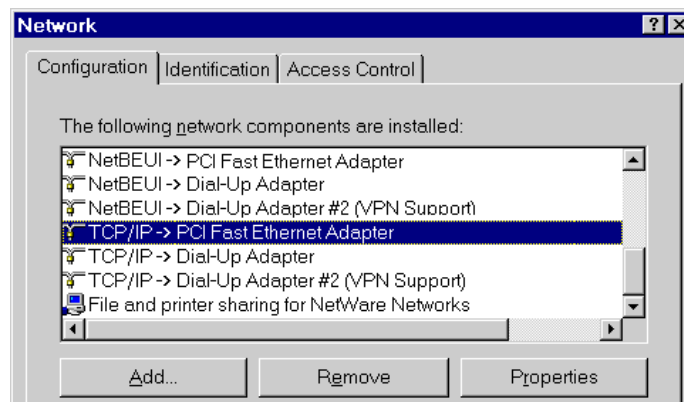 Network
Configuration Identification Access Control
The following network components are installed:
NetBEUI -> PCI Fast Ethernet Adapter
NetBEUI -> Dial-Up Adapter
NetBEUI -> Dial-Up Adapter #2 (VPN Support)
TCP/IP -> PCI Fast Ethernet Adapter
TCP/IP -> Dial-Up Adapter
TCP/IP -> Dial-Up Adapter #2 (VPN Support)
File and printer sharing for NetWare Networks
Add... Remove Properties